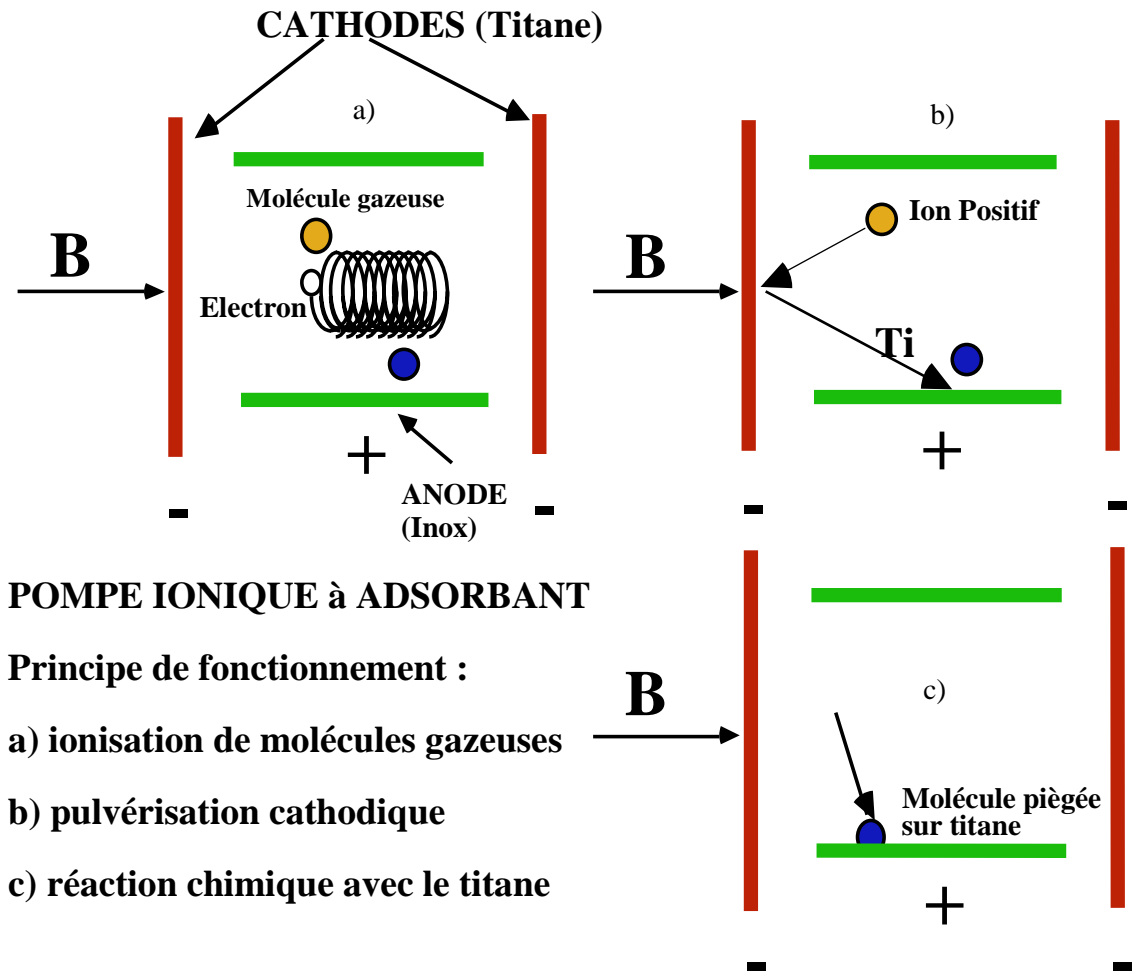 CATHODES (Titane)
a)
Molécule gazeuse
B
Electron
+
ANODE
(Inox)
-
-
b)
Ion Positif
B
Ti
+
-
-
POMPE IONIQUE à ADSORBANT
Principe de fonctionnement :
a) ionisation de molécules gazeuses
b) pulvérisation cathodique
c) réaction chimique avec le titane
B
c)
Molécule piègée
sur titane
+
-
-